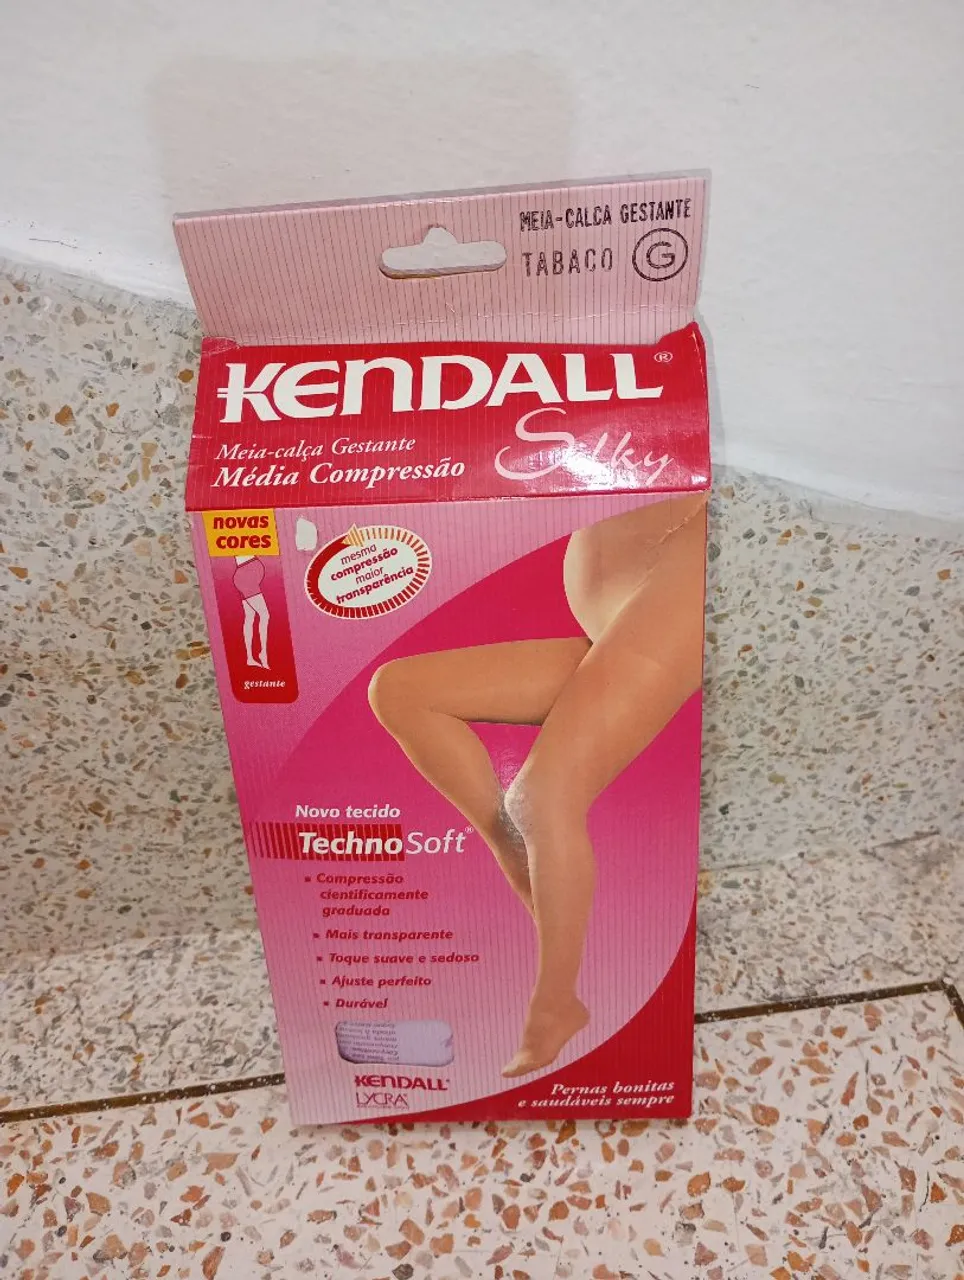 MEIA-CALCA GESTANTE
TABACO G
KENDALL®
Meia-calça Gestante
Média Compressão
Silky
novas
cores
mesma
compressão
maior
transparência
gestante
Novo tecido
TechnoSoft®
Compressão
cientificamente
graduada
Mais transparente
Toque suave e sedoso
Ajuste perfeito
Durável
KENDALL
LYCRA
Pernas bonitas
e saudáveis sempre